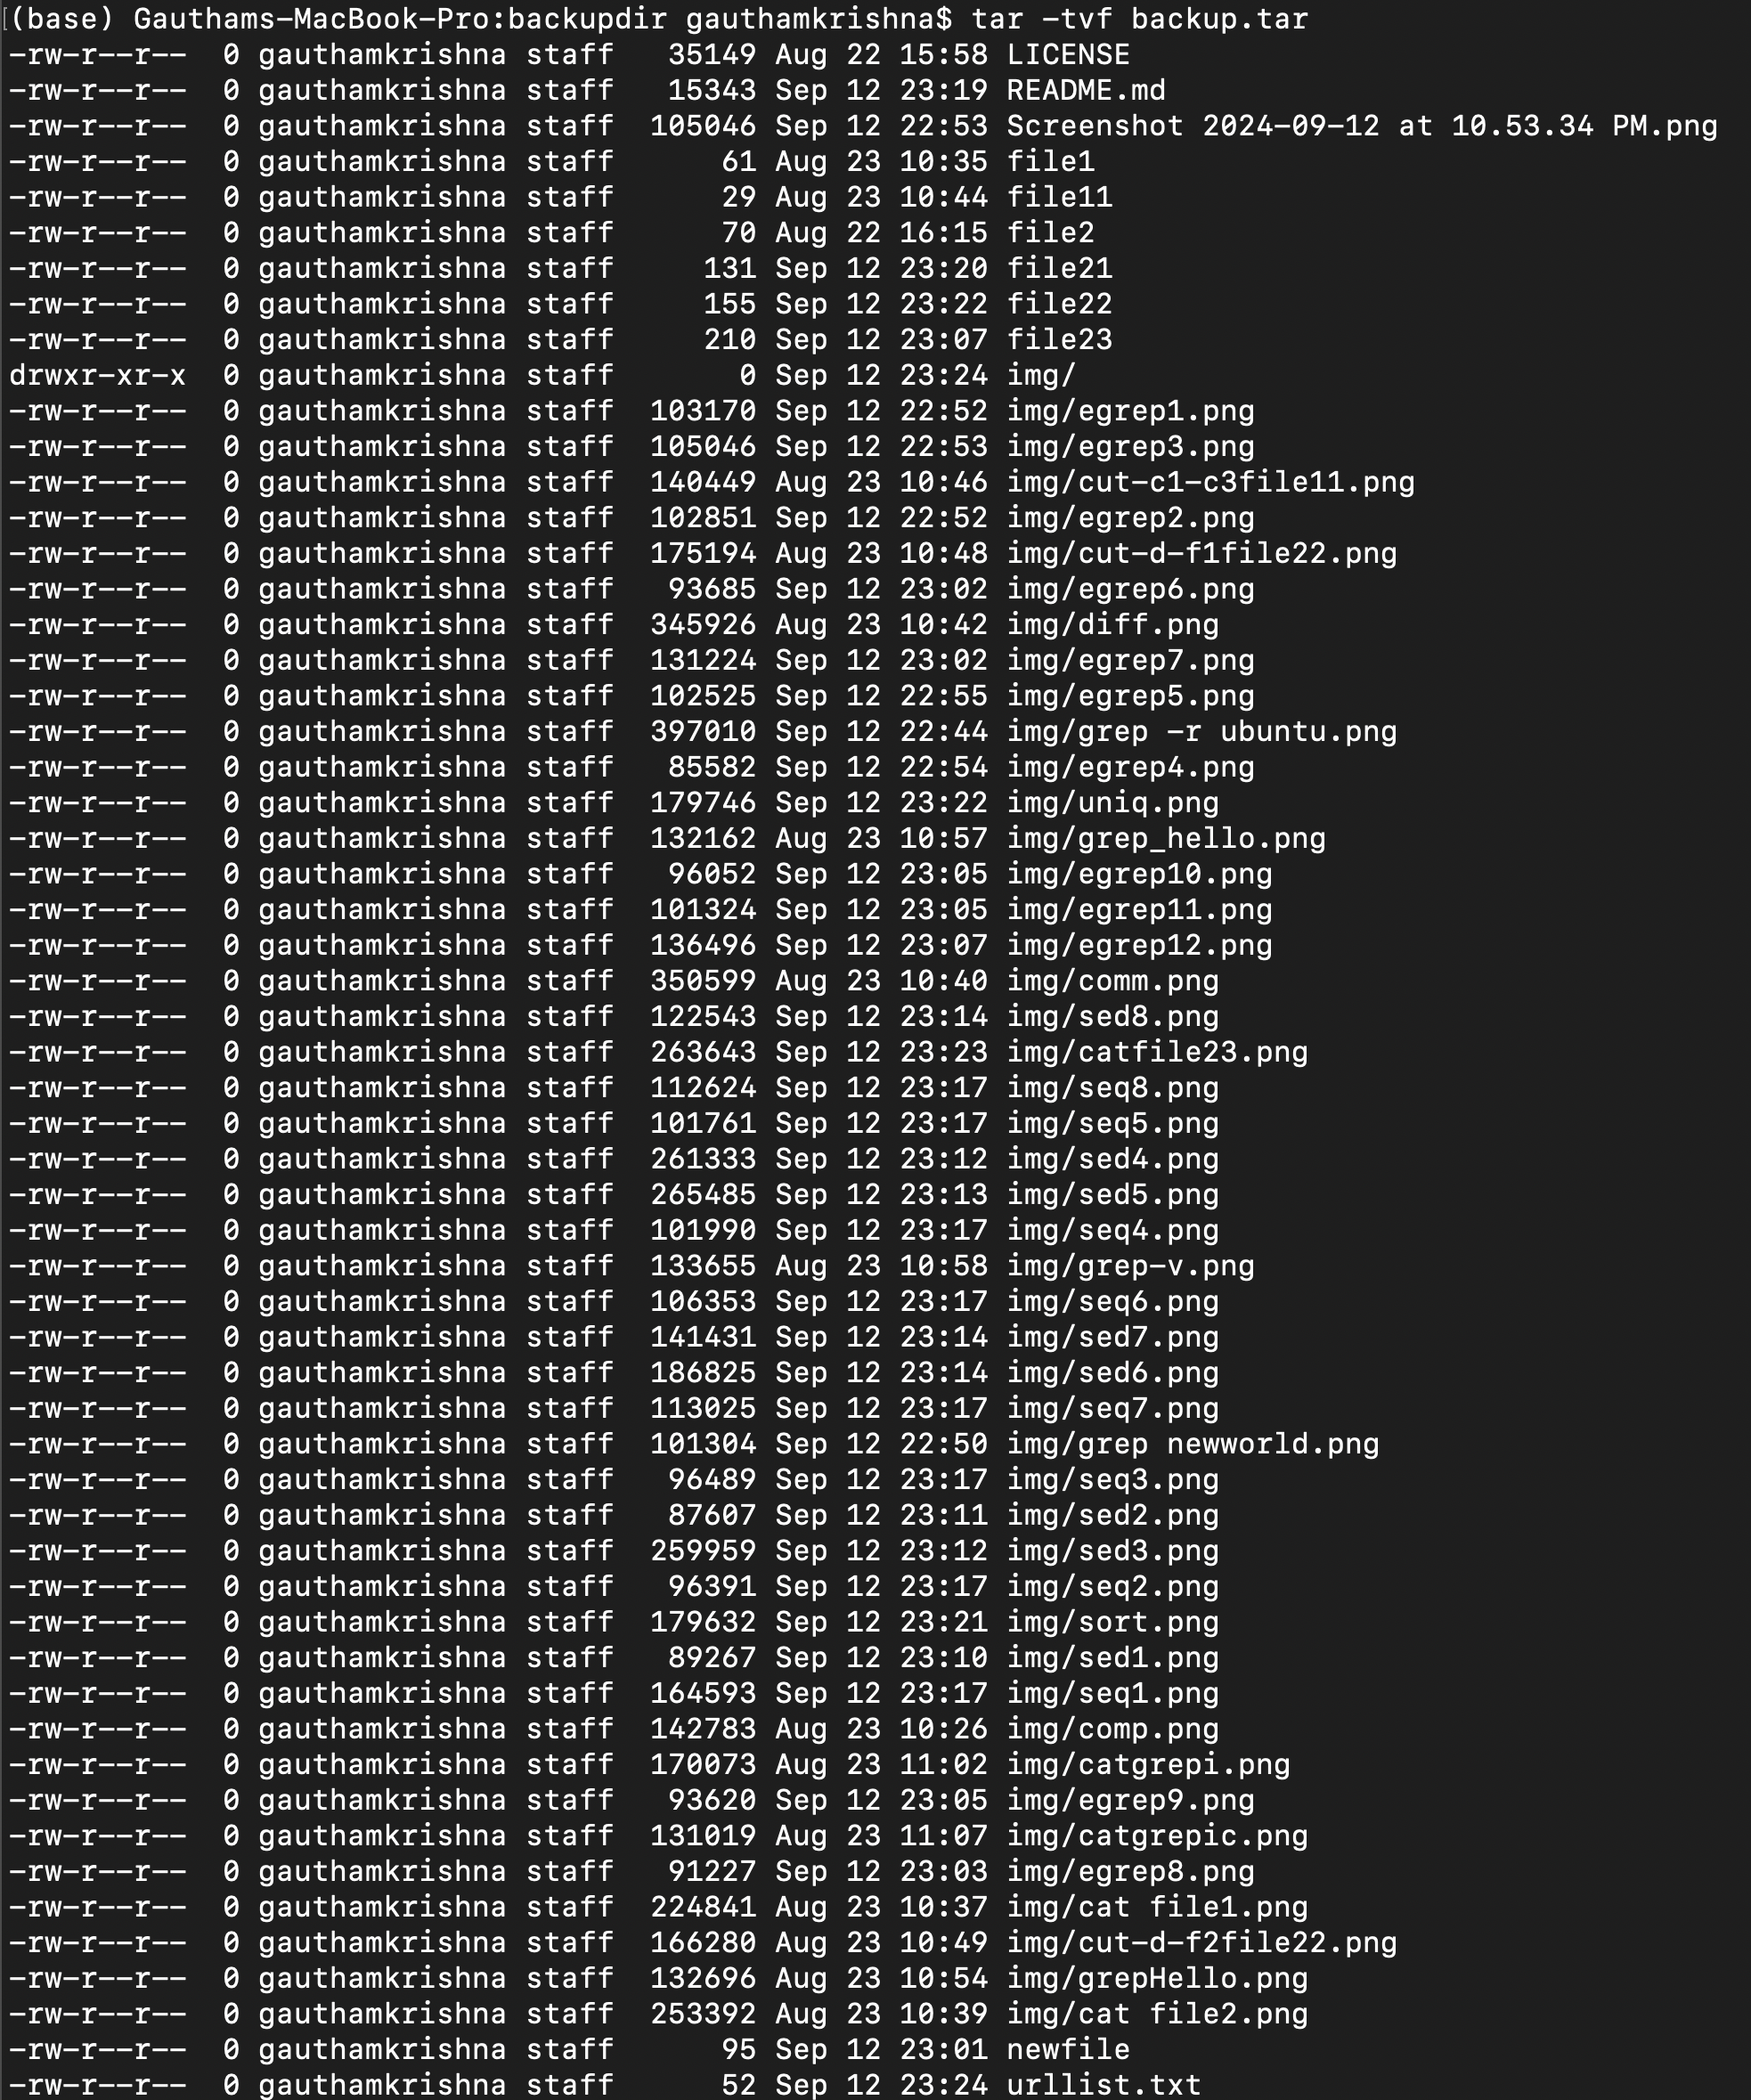 (base) Gauthams-MacBook-Pro:backupdir gauthamkrishna$ tar -tvf backup.tar
-rw-r--r--  0 gauthamkrishna staff   35149 Aug 22 15:58 LICENSE
-rw-r--r--  0 gauthamkrishna staff   15343 Sep 12 23:19 README.md
-rw-r--r--  0 gauthamkrishna staff  105046 Sep 12 22:53 Screenshot 2024-09-12 at 10.53.34 PM.png
-rw-r--r--  0 gauthamkrishna staff      61 Aug 23 10:35 file1
-rw-r--r--  0 gauthamkrishna staff      29 Aug 23 10:44 file11
-rw-r--r--  0 gauthamkrishna staff      70 Aug 22 16:15 file2
-rw-r--r--  0 gauthamkrishna staff     131 Sep 12 23:20 file21
-rw-r--r--  0 gauthamkrishna staff     155 Sep 12 23:22 file22
-rw-r--r--  0 gauthamkrishna staff     210 Sep 12 23:07 file23
drwxr-xr-x  0 gauthamkrishna staff       0 Sep 12 23:24 img/
-rw-r--r--  0 gauthamkrishna staff  103170 Sep 12 22:52 img/egrep1.png
-rw-r--r--  0 gauthamkrishna staff  105046 Sep 12 22:53 img/egrep3.png
-rw-r--r--  0 gauthamkrishna staff  140449 Aug 23 10:46 img/cut-c1-c3file11.png
-rw-r--r--  0 gauthamkrishna staff  102851 Sep 12 22:52 img/egrep2.png
-rw-r--r--  0 gauthamkrishna staff  175194 Aug 23 10:48 img/cut-d-f1file22.png
-rw-r--r--  0 gauthamkrishna staff   93685 Sep 12 23:02 img/egrep6.png
-rw-r--r--  0 gauthamkrishna staff  345926 Aug 23 10:42 img/diff.png
-rw-r--r--  0 gauthamkrishna staff  131224 Sep 12 23:02 img/egrep7.png
-rw-r--r--  0 gauthamkrishna staff  102525 Sep 12 22:55 img/egrep5.png
-rw-r--r--  0 gauthamkrishna staff  397010 Sep 12 22:44 img/grep -r ubuntu.png
-rw-r--r--  0 gauthamkrishna staff   85582 Sep 12 22:54 img/egrep4.png
-rw-r--r--  0 gauthamkrishna staff  179746 Sep 12 23:22 img/uniq.png
-rw-r--r--  0 gauthamkrishna staff  132162 Aug 23 10:57 img/grep_hello.png
-rw-r--r--  0 gauthamkrishna staff   96052 Sep 12 23:05 img/egrep10.png
-rw-r--r--  0 gauthamkrishna staff  101324 Sep 12 23:05 img/egrep11.png
-rw-r--r--  0 gauthamkrishna staff  136496 Sep 12 23:07 img/egrep12.png
-rw-r--r--  0 gauthamkrishna staff  350599 Aug 23 10:40 img/comm.png
-rw-r--r--  0 gauthamkrishna staff  122543 Sep 12 23:14 img/sed8.png
-rw-r--r--  0 gauthamkrishna staff  263643 Sep 12 23:23 img/catfile23.png
-rw-r--r--  0 gauthamkrishna staff  112624 Sep 12 23:17 img/seq8.png
-rw-r--r--  0 gauthamkrishna staff  101761 Sep 12 23:17 img/seq5.png
-rw-r--r--  0 gauthamkrishna staff  261333 Sep 12 23:12 img/sed4.png
-rw-r--r--  0 gauthamkrishna staff  265485 Sep 12 23:13 img/sed5.png
-rw-r--r--  0 gauthamkrishna staff  101990 Sep 12 23:17 img/seq4.png
-rw-r--r--  0 gauthamkrishna staff  133655 Aug 23 10:58 img/grep-v.png
-rw-r--r--  0 gauthamkrishna staff  106353 Sep 12 23:17 img/seq6.png
-rw-r--r--  0 gauthamkrishna staff  141431 Sep 12 23:14 img/sed7.png
-rw-r--r--  0 gauthamkrishna staff  186825 Sep 12 23:14 img/sed6.png
-rw-r--r--  0 gauthamkrishna staff  113025 Sep 12 23:17 img/seq7.png
-rw-r--r--  0 gauthamkrishna staff  101304 Sep 12 22:50 img/grep newworld.png
-rw-r--r--  0 gauthamkrishna staff   96489 Sep 12 23:17 img/seq3.png
-rw-r--r--  0 gauthamkrishna staff   87607 Sep 12 23:11 img/sed2.png
-rw-r--r--  0 gauthamkrishna staff  259959 Sep 12 23:12 img/sed3.png
-rw-r--r--  0 gauthamkrishna staff   96391 Sep 12 23:17 img/seq2.png
-rw-r--r--  0 gauthamkrishna staff  179632 Sep 12 23:21 img/sort.png
-rw-r--r--  0 gauthamkrishna staff   89267 Sep 12 23:10 img/sed1.png
-rw-r--r--  0 gauthamkrishna staff  164593 Sep 12 23:17 img/seq1.png
-rw-r--r--  0 gauthamkrishna staff  142783 Aug 23 10:26 img/comp.png
-rw-r--r--  0 gauthamkrishna staff  170073 Aug 23 11:02 img/catgrepi.png
-rw-r--r--  0 gauthamkrishna staff   93620 Sep 12 23:05 img/egrep9.png
-rw-r--r--  0 gauthamkrishna staff  131019 Aug 23 11:07 img/catgrepic.png
-rw-r--r--  0 gauthamkrishna staff   91227 Sep 12 23:03 img/egrep8.png
-rw-r--r--  0 gauthamkrishna staff  224841 Aug 23 10:37 img/cat file1.png
-rw-r--r--  0 gauthamkrishna staff  166280 Aug 23 10:49 img/cut-d-f2file22.png
-rw-r--r--  0 gauthamkrishna staff  132696 Aug 23 10:54 img/grepHello.png
-rw-r--r--  0 gauthamkrishna staff  253392 Aug 23 10:39 img/cat file2.png
-rw-r--r--  0 gauthamkrishna staff      95 Sep 12 23:01 newfile
-rw-r--r--  0 gauthamkrishna staff      52 Sep 12 23:24 urllist.txt